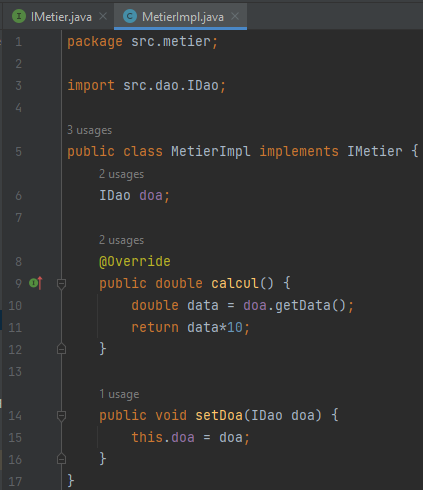 IMetier.java MetierImpl.java
1 package src.metier;
2
3 import src.dao.IDao;
4
3 usages
5 public class MetierImpl implements IMetier {
2 usages
6 IDao doa;
7
2 usages
8 @Override
9 public double calcul() {
10 double data = doa.getData();
11 return data*10;
12 }
13
1 usage
14 public void setDoa(IDao doa) {
15 this.doa = doa;
16 }
17 }